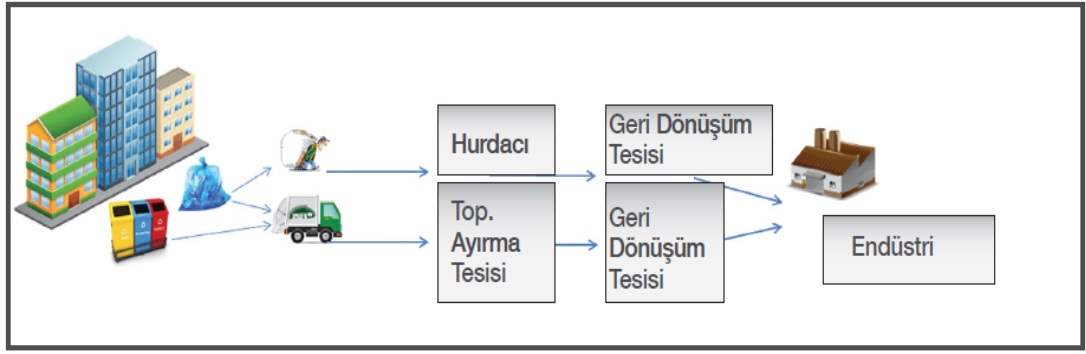 Hurdacı
Geri Dönüşüm
Tesisi
Top.
Ayırma
Tesisi
Geri
Dönüşüm
Tesisi
Endüstri